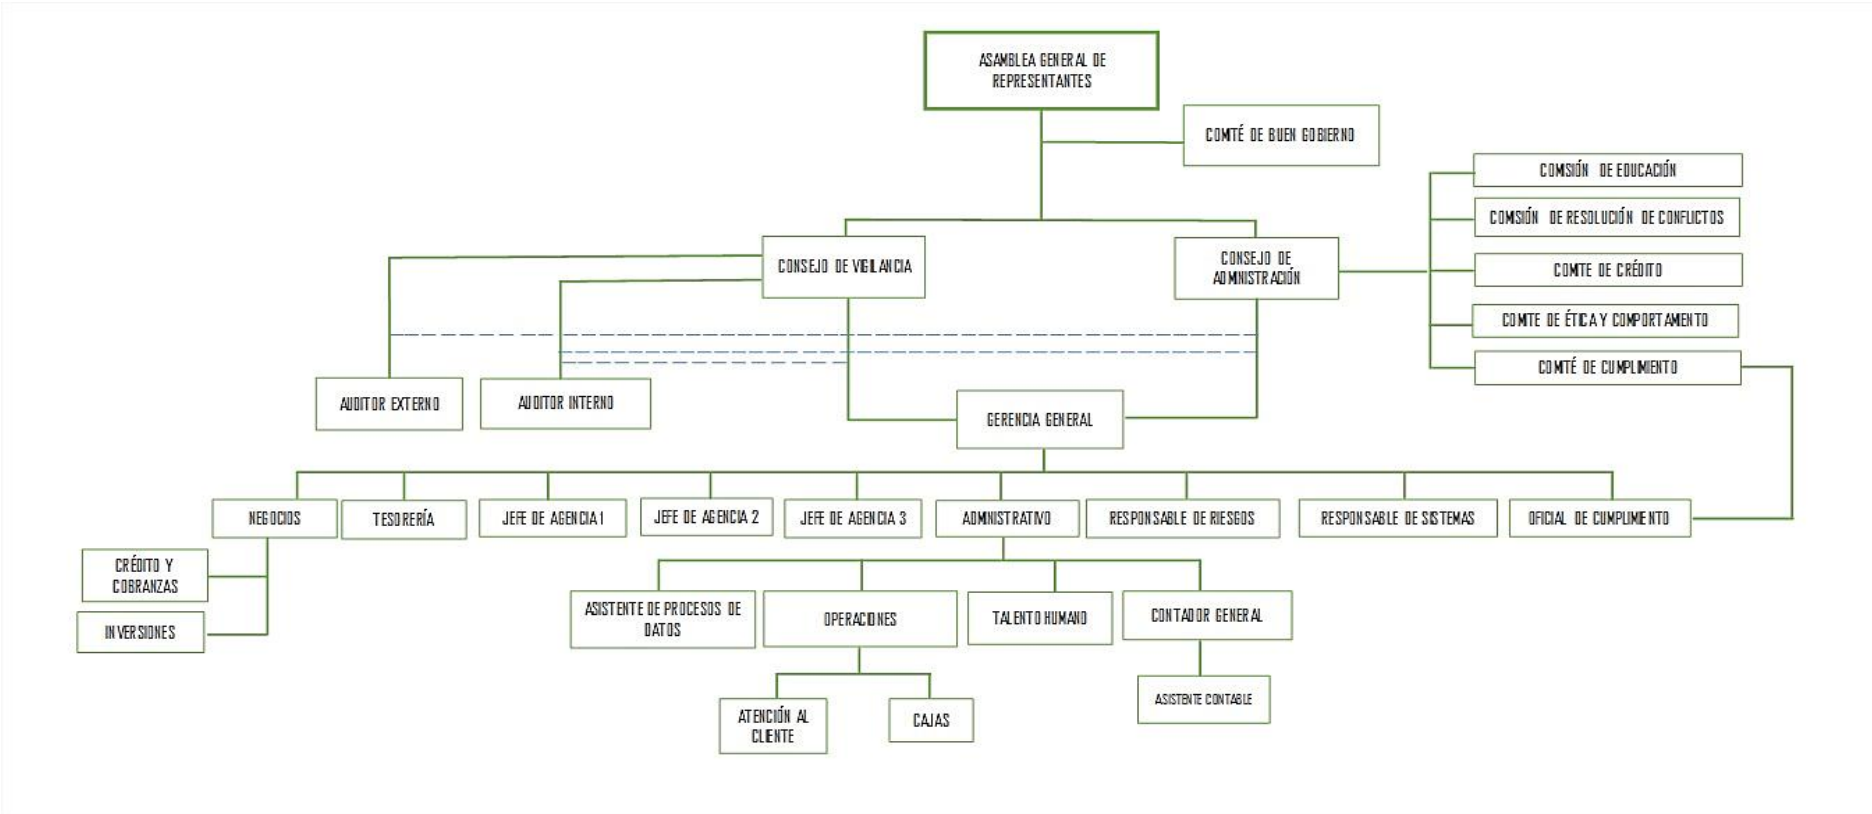 ASAMBLEA GENERAL DE
REPRESENTANTES
COMITÉ DE BUEN GOBIERNO
COMISIÓN DE EDUCACIÓN
COMISIÓN DE RESOLUCIÓN DE CONFLICTOS
CONSEJO DE VIGILANCIA
CONSEJO DE
ADMINISTRACIÓN
COMITE DE CRÉDITO
COMITE DE ÉTICA Y COMPORTAMIENTO
COMITÉ DE CUMPLIMIENTO
AUDITOR EXTERNO
AUDITOR INTERNO
GERENCIA GENERAL
NEGOCIOS
TESORERÍA
JEFE DE AGENCIA 1
JEFE DE AGENCIA 2
JEFE DE AGENCIA 3
ADMINISTRATIVO
RESPONSABLE DE RIESGOS
RESPONSABLE DE SISTEMAS
OFICIAL DE CUMPLIMIENTO
CRÉDITO Y
COBRANZAS
INVERSIONES
ASISTENTE DE PROCESOS DE
DATOS
OPERACIONES
TALENTO HUMANO
CONTADOR GENERAL
ATENCIÓN AL
CLIENTE
CAJAS
ASISTENTE CONTABLE